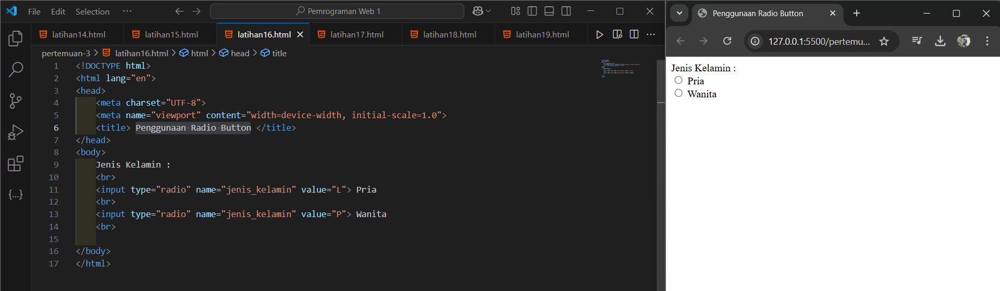 File Edit Selection ··· Pemrograman Web 1
latihan14.html latihan15.html latihan16.html latihan17.html latihan18.html latihan19.html
pertemuan-3 > latihan16.html > html > head > title
1 <!DOCTYPE html>
2 <html lang="en">
3 <head>
4 <meta charset="UTF-8">
5 <meta name="viewport" content="width=device-width, initial-scale=1.0">
6 <title> Penggunaan Radio Button </title>
7 </head>
8 <body>
9 Jenis Kelamin :
10 <br>
11 <input type="radio" name="jenis_kelamin" value="L"> Pria
12 <br>
13 <input type="radio" name="jenis_kelamin" value="P"> Wanita
14 <br>
15
16 </body>
17 </html>
Penggunaan Radio Button
127.0.0.1:5500/pertemu...
Jenis Kelamin :
Pria
Wanita